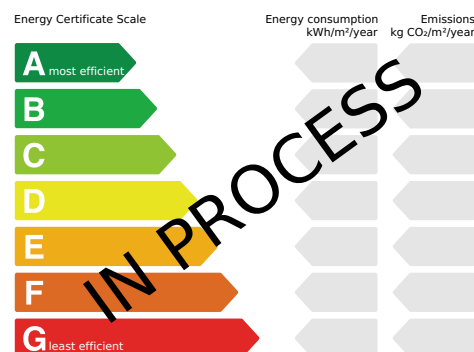 Energy Certificate Scale
Energy consumption
kWh/m²/year
Emissions
kg CO₂/m²/year
A most efficient
B
C
D
E
F
G least efficient
IN PROCESS